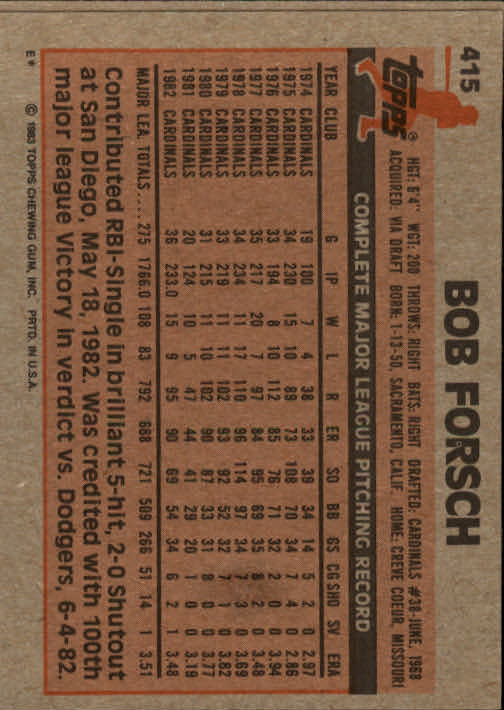 415
BOB FORSCH
TOPPS®
HGT: 6'4" WGT: 200 THROWS: RIGHT BATS: RIGHT DRAFTED: CARDINALS #38-JUNE, 1968
ACQUIRED: VIA DRAFT BORN: 1-13-50, SACRAMENTO, CALIF. HOME: CREVE COEUR, MISSOURI
COMPLETE MAJOR LEAGUE PITCHING RECORD
YEAR CLUB G IP W L R ER SO BB GS CG SHO SV ERA
1974 CARDINALS 19 100 7 4 38 33 39 34 14 5 2 0 2.97
1975 CARDINALS 34 230 15 10 89 73 108 70 34 7 4 0 2.86
1976 CARDINALS 33 194 8 10 112 85 76 71 32 2 0 0 3.94
1977 CARDINALS 35 217 20 7 97 84 95 69 35 8 2 0 3.48
1978 CARDINALS 34 234 11 17 110 96 114 97 34 7 3 0 3.69
1979 CARDINALS 33 219 11 11 102 93 92 52 32 7 1 0 3.82
1980 CARDINALS 31 215 11 10 102 90 87 33 31 8 0 0 3.77
1981 CARDINALS 20 124 10 5 47 44 41 29 20 1 0 0 3.19
1982 CARDINALS 36 233.0 15 9 95 90 69 54 34 6 2 1 3.48
MAJOR LEA. TOTALS.... 275 1766.0 108 83 792 688 721 509 266 51 14 1 3.51
Contributed RBI-Single in brilliant 5-hit, 2-0 Shutout
at San Diego, May 18, 1982. Was credited with 100th
major league Victory in verdict vs. Dodgers, 6-4-82.
E* © 1983 TOPPS CHEWING GUM, INC. PRTD. IN U.S.A.